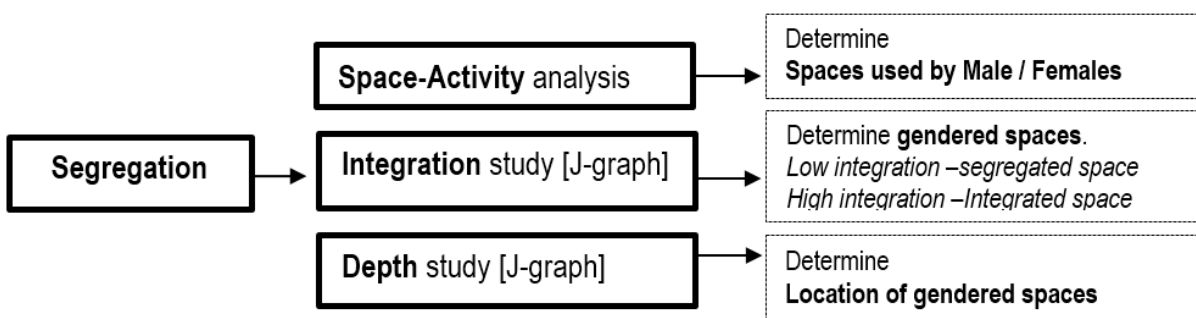 Segregation
Space-Activity analysis
Integration study [J-graph]
Depth study [J-graph]
Determine
Spaces used by Male / Females
Determine gendered spaces.
Low integration –segregated space
High integration –Integrated space
Determine
Location of gendered spaces